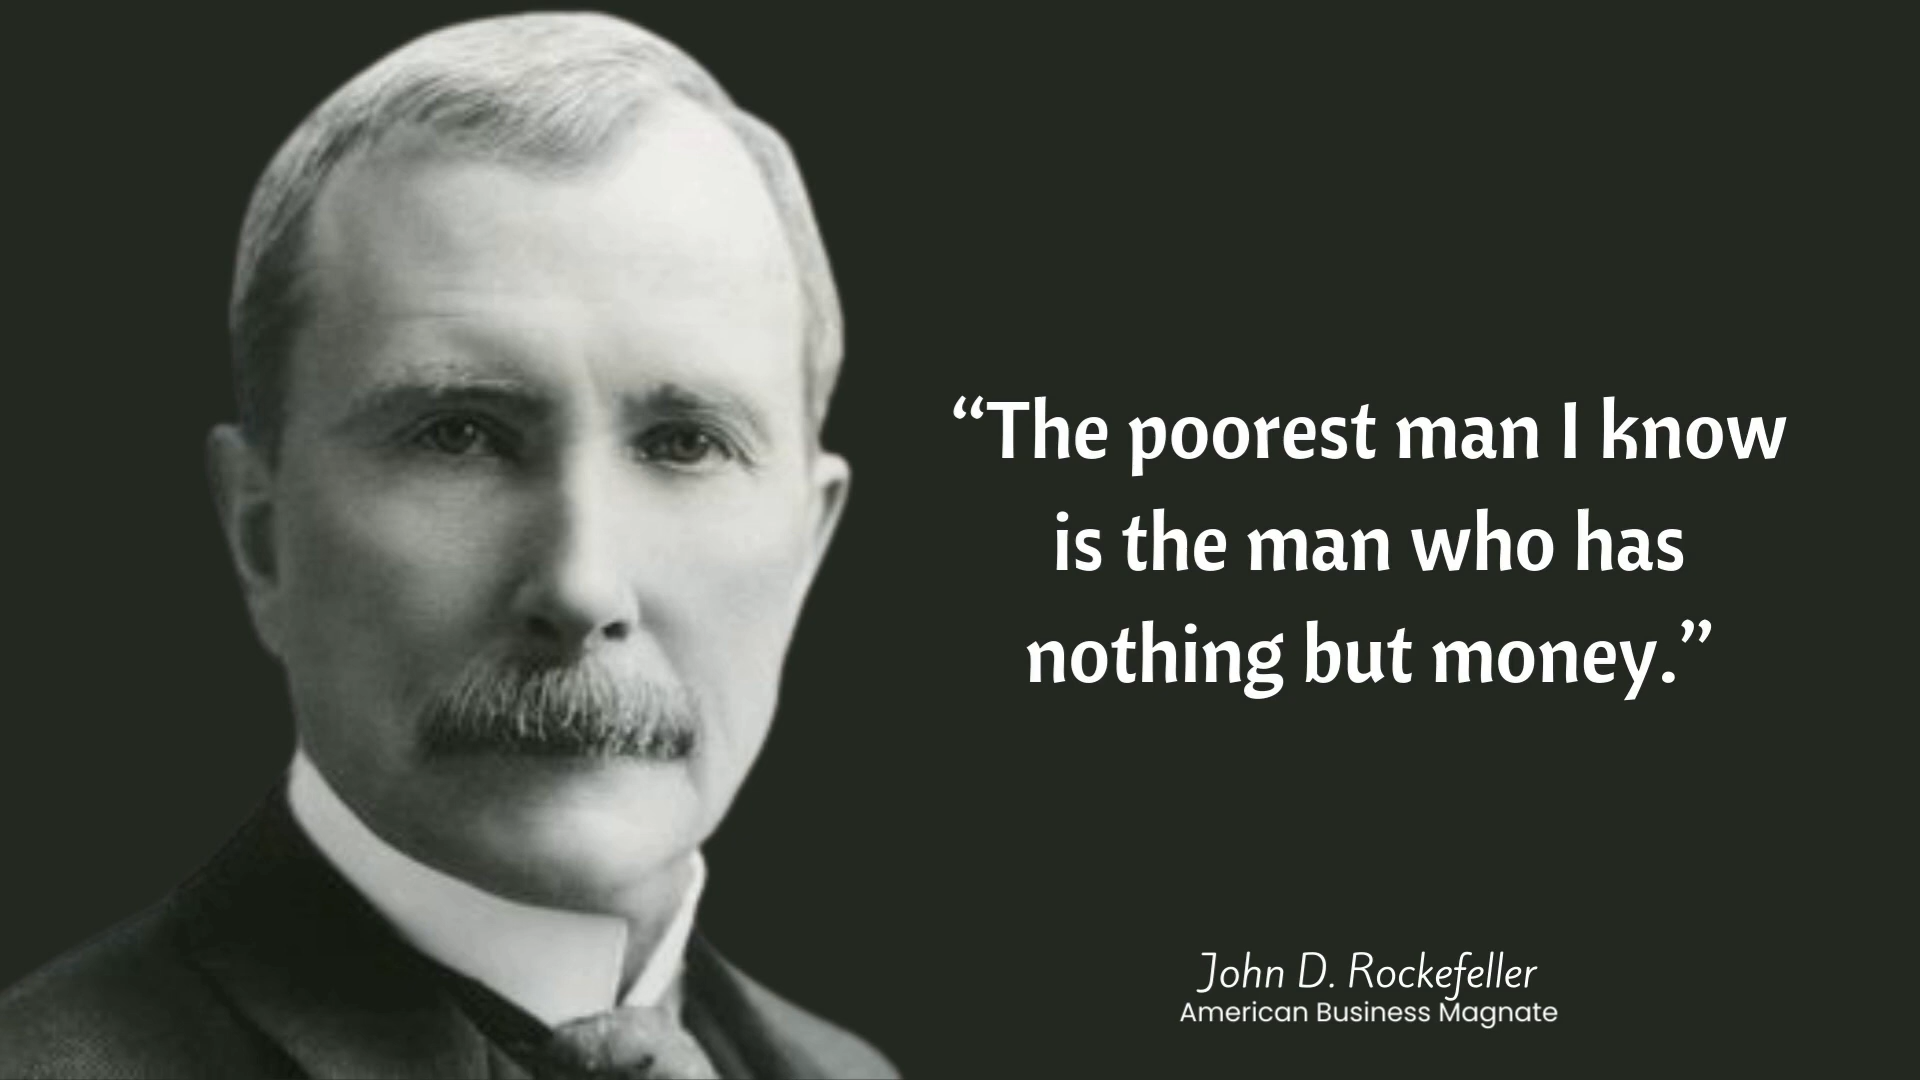 “The poorest man I know
is the man who has
nothing but money.”
John D. Rockefeller
American Business Magnate